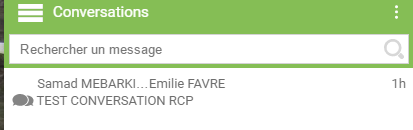 Conversations
Rechercher un message
Samad MEBARKI...Emilie FAVRE 1h
TEST CONVERSATION RCP